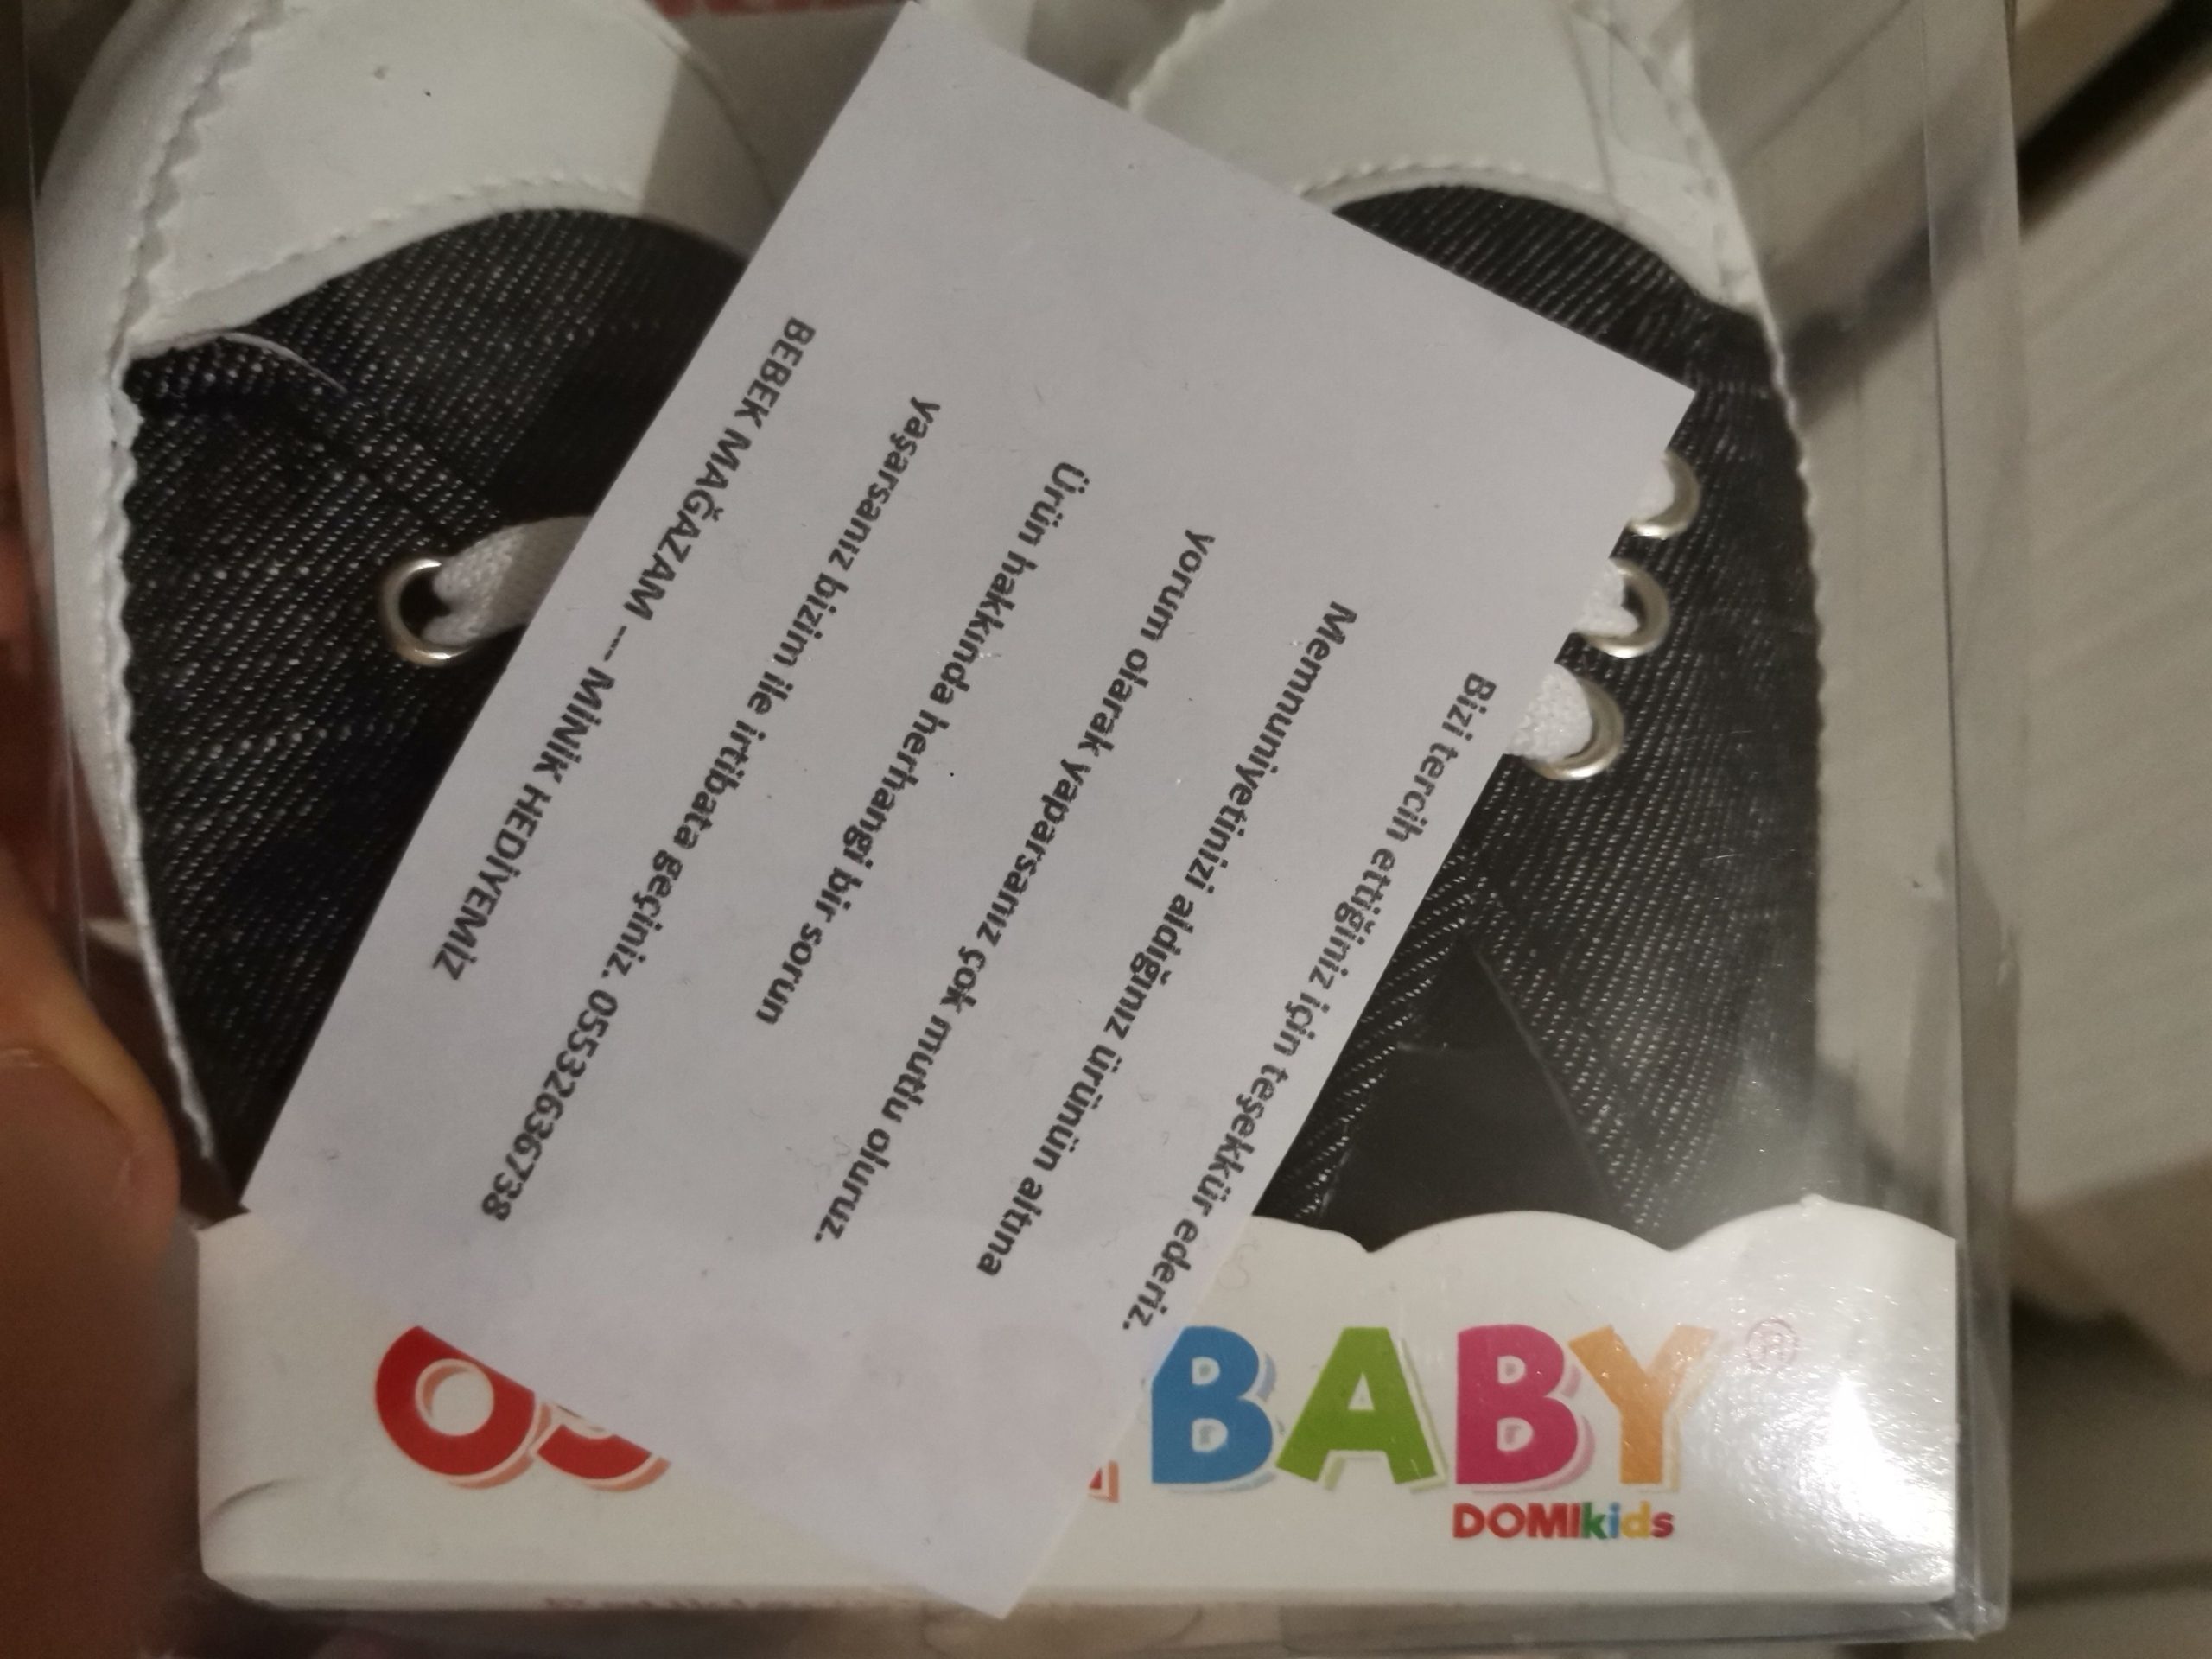 Bizi tercih ettiğiniz için teşekkür ederiz.
Memnuniyetinizi aldığınız ürünün altına
yorum olarak yaparsanız çok mutlu oluruz.
Ürün hakkında herhangi bir sorun
yaşarsanız bizim ile irtibata geçiniz. 05532636738
BEBEK MAĞAZAM --- MİNİK HEDİYEMİZ
BABY ®
DOMIkids